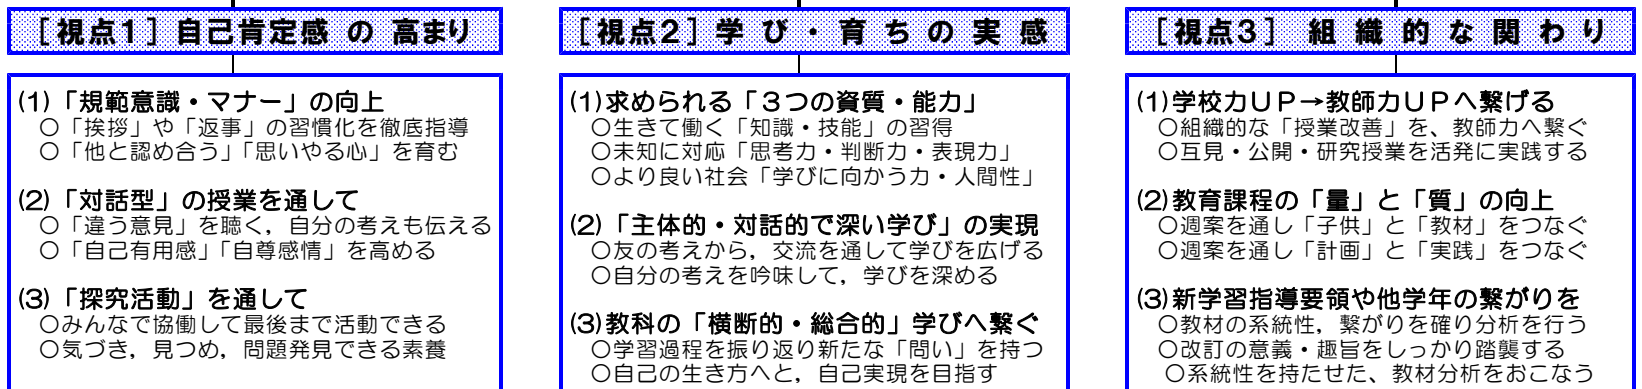 [視点1] 自己肯定感 の 高まり
(1)「規範意識・マナー」の向上
○「挨拶」や「返事」の習慣化を徹底指導
○「他と認め合う」「思いやる心」を育む
(2)「対話型」の授業を通して
○「違う意見」を聴く，自分の考えも伝える
○「自己有用感」「自尊感情」を高める
(3)「探究活動」を通して
○みんなで協働して最後まで活動できる
○気づき，見つめ，問題発見できる素養
[視点2] 学 び ・ 育 ち の 実 感
(1)求められる「３つの資質・能力」
○生きて働く「知識・技能」の習得
○未知に対応「思考力・判断力・表現力」
○より良い社会「学びに向かう力・人間性」
(2)「主体的・対話的で深い学び」の実現
○友の考えから，交流を通して学びを広げる
○自分の考えを吟味して，学びを深める
(3)教科の「横断的・総合的」学びへ繋ぐ
○学習過程を振り返り新たな「問い」を持つ
○自己の生き方へと，自己実現を目指す
[視点3] 組 織 的 な 関 わ り
(1)学校力ＵＰ→教師力ＵＰへ繋げる
○組織的な「授業改善」を、教師力へ繋ぐ
○互見・公開・研究授業を活発に実践する
(2)教育課程の「量」と「質」の向上
○週案を通し「子供」と「教材」をつなぐ
○週案を通し「計画」と「実践」をつなぐ
(3)新学習指導要領や他学年の繋がりを
○教材の系統性，繋がりを確り分析を行う
○改訂の意義・趣旨をしっかり踏襲する
○系統性を持たせた、教材分析をおこなう